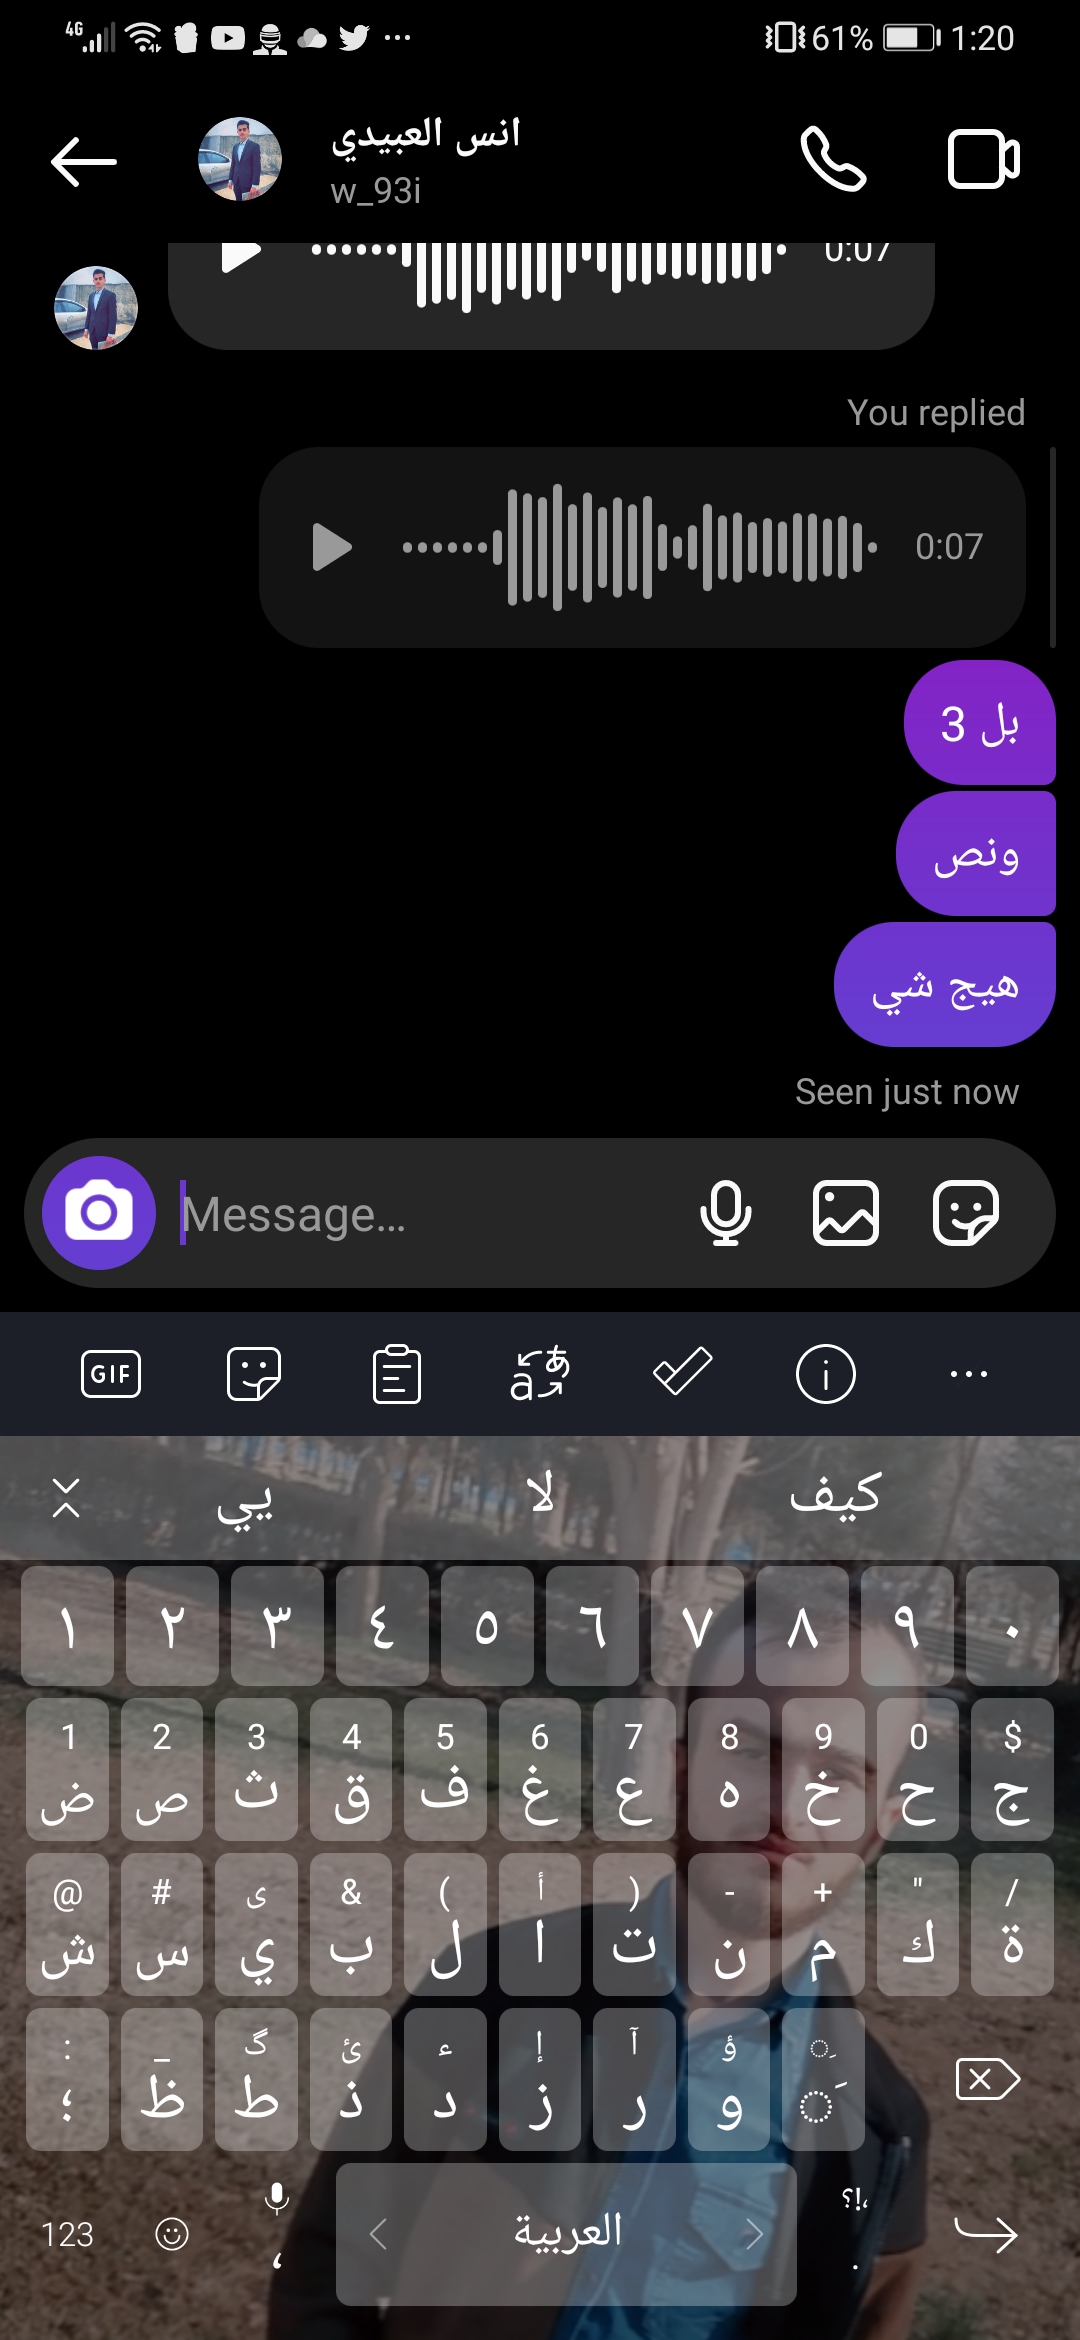 4G 61% 1:20
انس العبيدي
w_93i
0:07
You replied
0:07
بل 3
ونص
هيج شي
Seen just now
Message...
GIF
يي لا كيف
١ ٢ ٣ ٤ ٥ ٦ ٧ ٨ ٩ ٠
1 2 3 4 5 6 7 8 9 0 $
ض ص ث ق ف غ ع ه خ ح ج
@ # ى & ( أ ) - + " /
ش س ي ب ل ا ت ن م ك ة
: _ گ ئ ء إ آ ؤ ◌ِ
؛ ظ ط ذ د ز ر و ◌َ
؟!،
123 ، العربية .